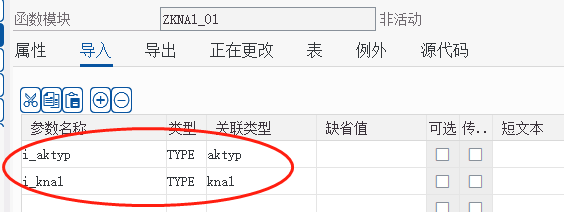 函数模块 ZKNA1_01 非活动
属性 导入 导出 正在更改 表 例外 源代码
参数名称 类型 关联类型 缺省值 可选 传.. 短文本
i_aktyp TYPE aktyp
i_kna1 TYPE kna1